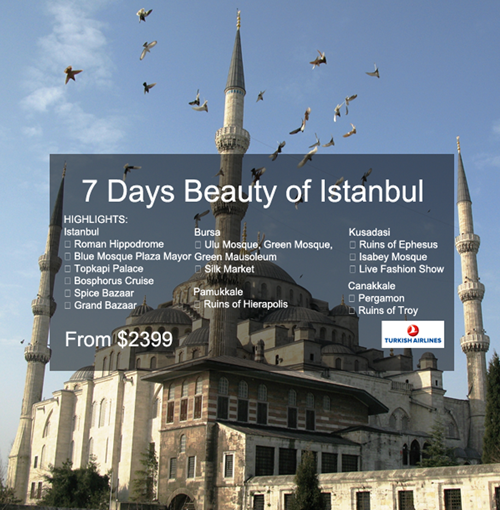 7 Days Beauty of Istanbul
HIGHLIGHTS:
Istanbul
□ Roman Hippodrome
□ Blue Mosque Plaza Mayor
□ Topkapi Palace
□ Bosphorus Cruise
□ Spice Bazaar
□ Grand Bazaar
Bursa
□ Ulu Mosque, Green Mosque,
Green Mausoleum
□ Silk Market
Pamukkale
□ Ruins of Hierapolis
Kusadasi
□ Ruins of Ephesus
□ Isabey Mosque
□ Live Fashion Show
Canakkale
□ Pergamon
□ Ruins of Troy
From $2399
TURKISH AIRLINES